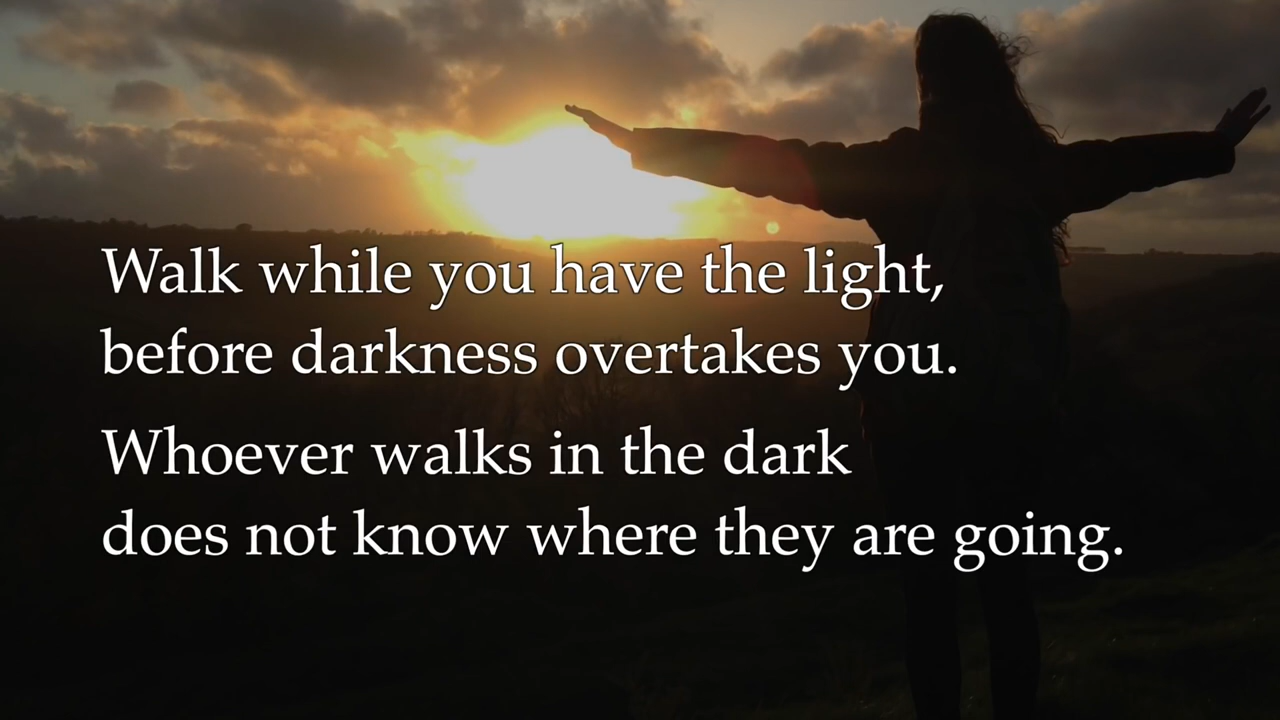 Walk while you have the light,
before darkness overtakes you.
Whoever walks in the dark
does not know where they are going.